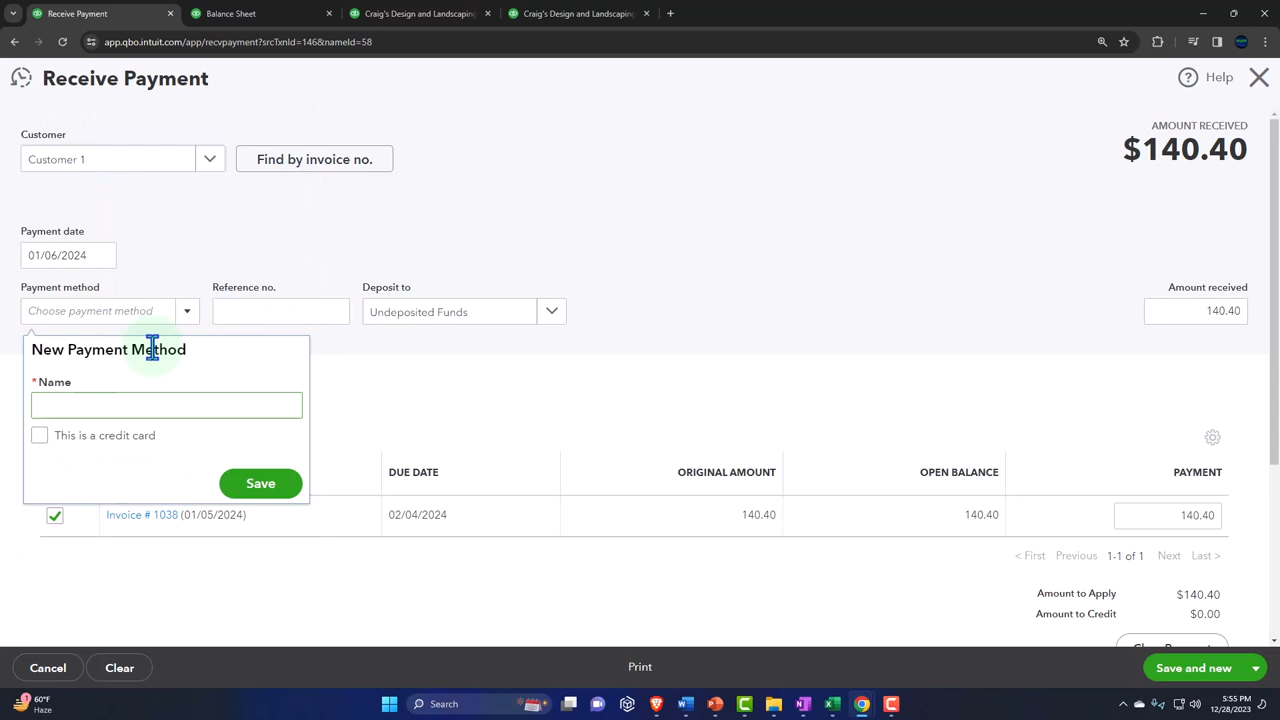 Receive Payment
Balance Sheet
Craig's Design and Landscaping
Craig's Design and Landscaping
app.qbo.intuit.com/app/recvpayment?srcTxnId=146&nameId=58
Receive Payment
Help
Customer
AMOUNT RECEIVED
Customer 1
Find by invoice no.
$140.40
Payment date
01/06/2024
Payment method
Reference no.
Deposit to
Amount received
Choose payment method
Undeposited Funds
140.40
New Payment Method
* Name
This is a credit card
Save
DUE DATE
ORIGINAL AMOUNT
OPEN BALANCE
PAYMENT
Invoice # 1038 (01/05/2024)
02/04/2024
140.40
140.40
140.40
< First
Previous
1-1 of 1
Next
Last >
Amount to Apply
$140.40
Amount to Credit
$0.00
Cancel
Clear
Print
Save and new
1
60°F
Haze
Search
5:55 PM
12/28/2023